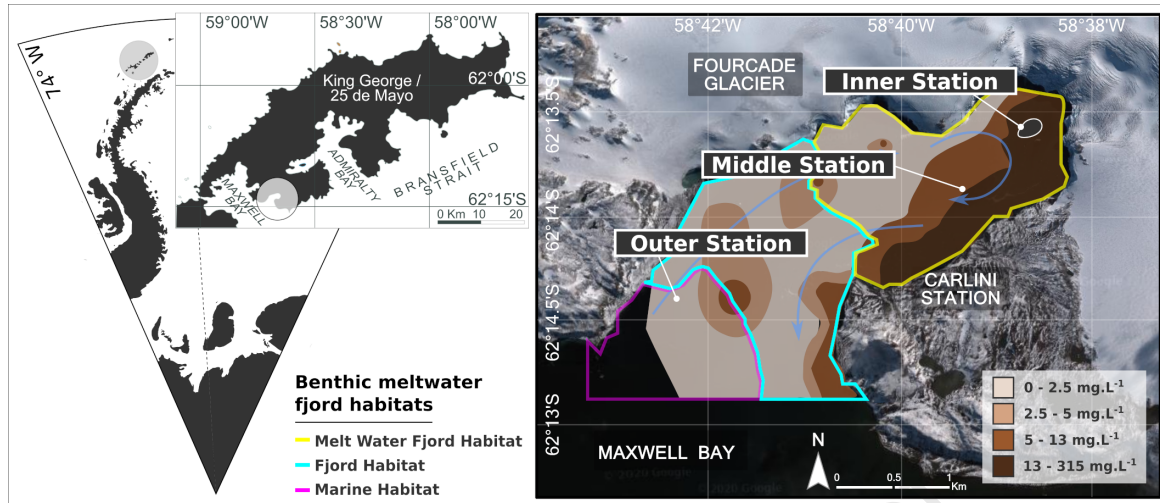 74° W
59°00'W
58°30'W
58°00'W
62°00'S
62°15'S
King George /
25 de Mayo
MAXWELL
BAY
ADMIRALTY
BAY
BRANSFIELD
STRAIT
0 Km 10 20
Benthic meltwater
fjord habitats
Melt Water Fjord Habitat
Fjord Habitat
Marine Habitat
58°42'W
58°40'W
58°38'W
62°13.5'S
62°14'S
62°14.5'S
62°13'S
FOURCADE
GLACIER
Inner Station
Middle Station
Outer Station
CARLINI
STATION
MAXWELL BAY
© 2020 Google
N
0 0.5 1
Km
0 - 2.5 mg.L⁻¹
2.5 - 5 mg.L⁻¹
5 - 13 mg.L⁻¹
13 - 315 mg.L⁻¹